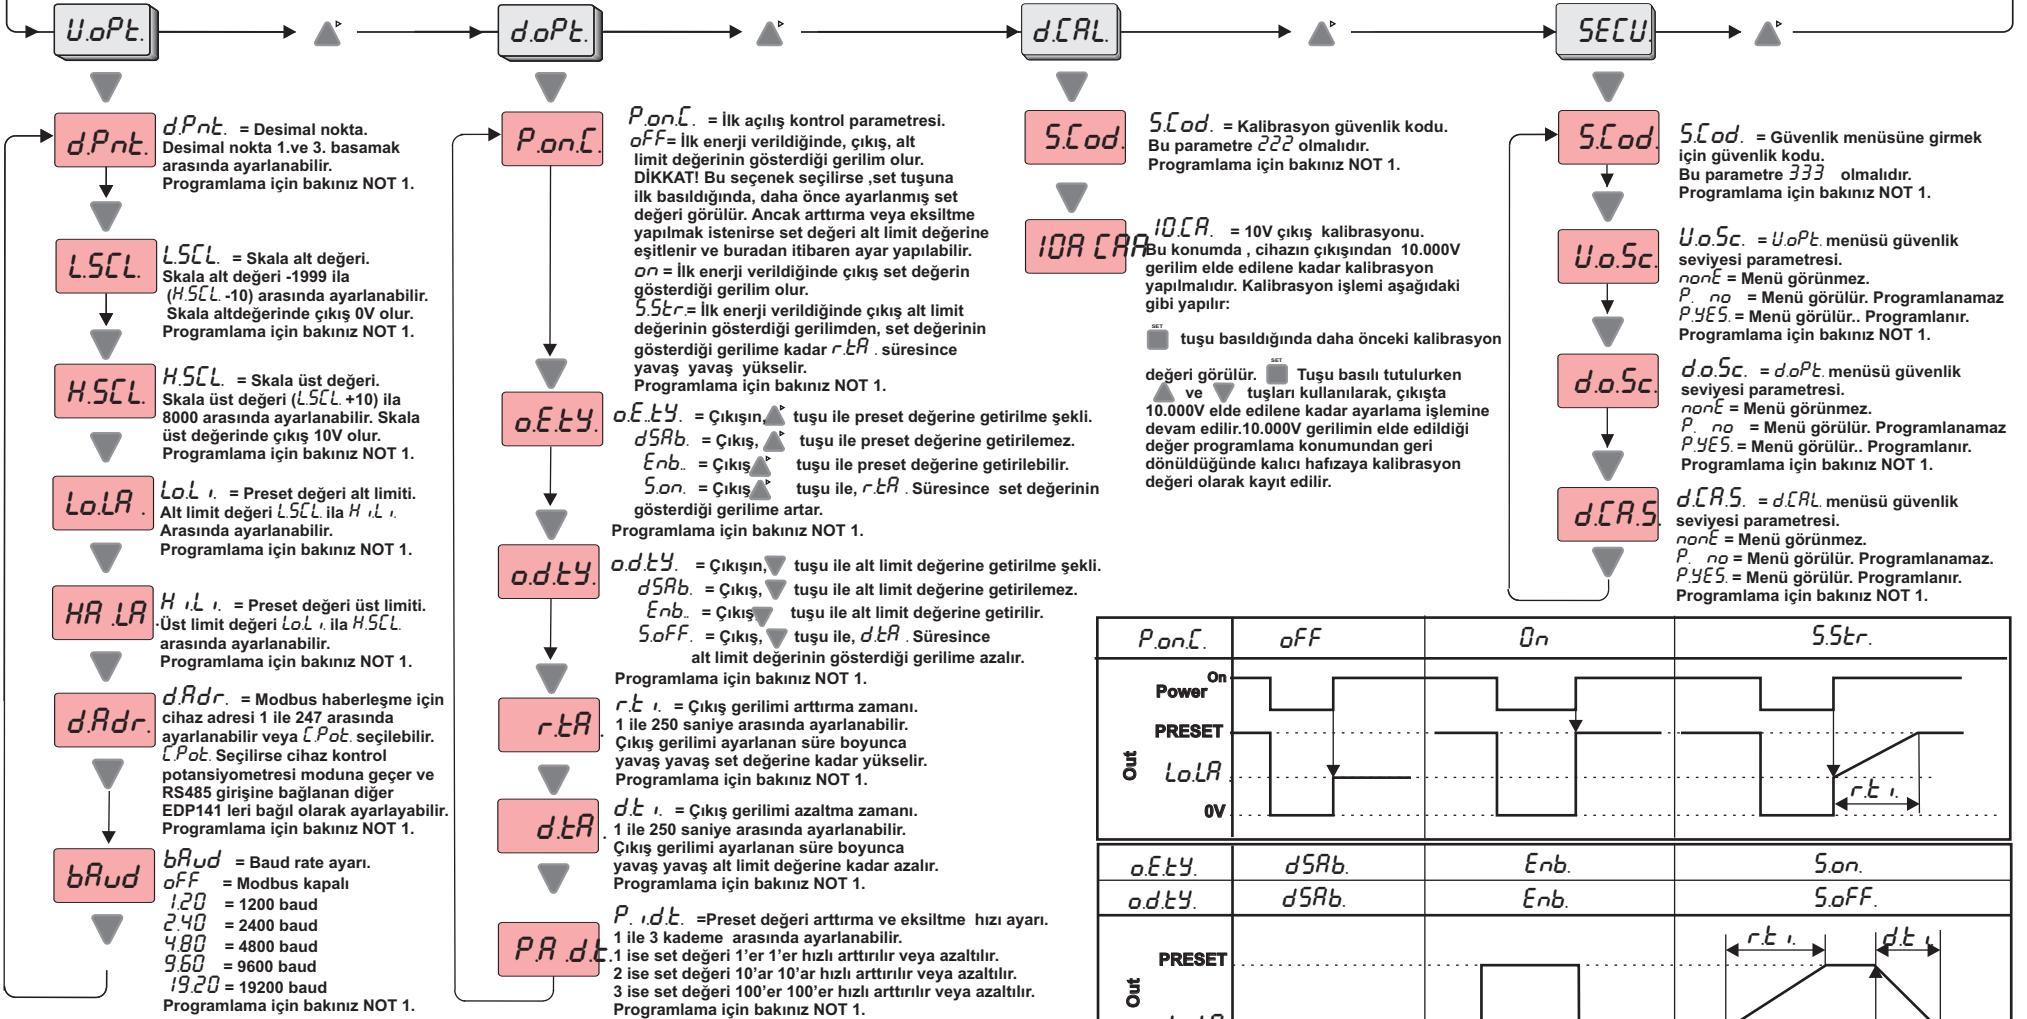 U.oPt.
d.oPt.
d.CAL.
SECU.
d.Pnt.
d.Pnt. = Desimal nokta.
Desimal nokta 1.ve 3. basamak
arasında ayarlanabilir.
Programlama için bakınız NOT 1.
L.SCL.
L.SCL. = Skala alt değeri.
Skala alt değeri -1999 ila
(H.SCL. -10) arasında ayarlanabilir.
Skala altdeğerinde çıkış 0V olur.
Programlama için bakınız NOT 1.
H.SCL.
H.SCL. = Skala üst değeri.
Skala üst değeri (L.SCL. +10) ila
8000 arasında ayarlanabilir. Skala
üst değerinde çıkış 10V olur.
Programlama için bakınız NOT 1.
Lo.LA .
Lo.L ı. = Preset değeri alt limiti.
Alt limit değeri L.SCL. ila H ı.L ı.
Arasında ayarlanabilir.
Programlama için bakınız NOT 1.
HA .LA .
H ı.L ı. = Preset değeri üst limiti.
Üst limit değeri Lo.L ı. ila H.SCL.
arasında ayarlanabilir.
Programlama için bakınız NOT 1.
d.Adr.
d.Adr. = Modbus haberleşme için
cihaz adresi 1 ile 247 arasında
ayarlanabilir veya C.Pot. seçilebilir.
C.Pot. Seçilirse cihaz kontrol
potansiyometresi moduna geçer ve
RS485 girişine bağlanan diğer
EDP141 leri bağıl olarak ayarlayabilir.
Programlama için bakınız NOT 1.
bAud
bAud = Baud rate ayarı.
oFF = Modbus kapalı
1.20 = 1200 baud
2.40 = 2400 baud
4.80 = 4800 baud
9.60 = 9600 baud
19.20 = 19200 baud
Programlama için bakınız NOT 1.
P.on.C.
P.on.C. = İlk açılış kontrol parametresi.
oFF= İlk enerji verildiğinde, çıkış, alt
limit değerinin gösterdiği gerilim olur.
DİKKAT! Bu seçenek seçilirse ,set tuşuna
ilk basıldığında, daha önce ayarlanmış set
değeri görülür. Ancak arttırma veya eksiltme
yapılmak istenirse set değeri alt limit değerine
eşitlenir ve buradan itibaren ayar yapılabilir.
on = İlk enerji verildiğinde çıkış set değerin
gösterdiği gerilim olur.
S.Str.= İlk enerji verildiğinde çıkış alt limit
değerinin gösterdiği gerilimden, set değerinin
gösterdiği gerilime kadar r.tA . süresince
yavaş yavaş yükselir.
Programlama için bakınız NOT 1.
o.E.tY.
o.E..tY. = Çıkışın, tuşu ile preset değerine getirilme şekli.
dSAb. = Çıkış, tuşu ile preset değerine getirilemez.
Enb.. = Çıkış tuşu ile preset değerine getirilebilir.
S.on. = Çıkış tuşu ile, r.tA . Süresince set değerinin
gösterdiği gerilime artar.
Programlama için bakınız NOT 1.
o.d.tY.
o.d.tY. = Çıkışın, tuşu ile alt limit değerine getirilme şekli.
dSAb. = Çıkış, tuşu ile alt limit değerine getirilemez.
Enb.. = Çıkış tuşu ile alt limit değerine getirilir.
S.oFF. = Çıkış, tuşu ile, d.tA . Süresince
alt limit değerinin gösterdiği gerilime azalır.
Programlama için bakınız NOT 1.
r.tA .
r.t ı. = Çıkış gerilimi arttırma zamanı.
1 ile 250 saniye arasında ayarlanabilir.
Çıkış gerilimi ayarlanan süre boyunca
yavaş yavaş set değerine kadar yükselir.
Programlama için bakınız NOT 1.
d.tA .
d.t ı. = Çıkış gerilimi azaltma zamanı.
1 ile 250 saniye arasında ayarlanabilir.
Çıkış gerilimi ayarlanan süre boyunca
yavaş yavaş alt limit değerine kadar azalır.
Programlama için bakınız NOT 1.
P.A .d.t.
P. ı.d.t. =Preset değeri arttırma ve eksiltme hızı ayarı.
1 ile 3 kademe arasında ayarlanabilir.
1 ise set değeri 1'er 1'er hızlı arttırılır veya azaltılır.
2 ise set değeri 10'ar 10'ar hızlı arttırılır veya azaltılır.
3 ise set değeri 100'er 100'er hızlı arttırılır veya azaltılır.
Programlama için bakınız NOT 1.
S.Cod.
S.Cod. = Kalibrasyon güvenlik kodu.
Bu parametre 222 olmalıdır.
Programlama için bakınız NOT 1.
10A CAA
10.CA. = 10V çıkış kalibrasyonu.
Bu konumda , cihazın çıkışından 10.000V
gerilim elde edilene kadar kalibrasyon
yapılmalıdır. Kalibrasyon işlemi aşağıdaki
gibi yapılır:
SET
tuşu basıldığında daha önceki kalibrasyon
SET
değeri görülür. Tuşu basılı tutulurken
ve tuşları kullanılarak, çıkışta
10.000V elde edilene kadar ayarlama işlemine
devam edilir.10.000V gerilimin elde edildiği
değer programlama konumundan geri
dönüldüğünde kalıcı hafızaya kalibrasyon
değeri olarak kayıt edilir.
S.Cod.
S.Cod. = Güvenlik menüsüne girmek
için güvenlik kodu.
Bu parametre 333 olmalıdır.
Programlama için bakınız NOT 1.
U.o.Sc.
U.o.Sc. = U.oPt. menüsü güvenlik
seviyesi parametresi.
nonE = Menü görünmez.
P. no = Menü görülür. Programlanamaz
P.YES. = Menü görülür.. Programlanır.
Programlama için bakınız NOT 1.
d.o.Sc.
d.o.Sc. = d.oPt. menüsü güvenlik
seviyesi parametresi.
nonE = Menü görünmez.
P. no = Menü görülür. Programlanamaz
P.YES. = Menü görülür.. Programlanır.
Programlama için bakınız NOT 1.
d.CA.S.
d.CA.S. = d.CAL. menüsü güvenlik
seviyesi parametresi.
nonE = Menü görünmez.
P. no = Menü görülür. Programlanamaz.
P.YES. = Menü görülür. Programlanır.
Programlama için bakınız NOT 1.
P.on.C. oFF On S.Str.
On
Power
PRESET
Out
Lo.LA .
r.t ı.
0V
o.E.tY. dSAb. Enb. S.on.
o.d.tY. dSAb. Enb. S.oFF.
r.t ı. d.t ı.
PRESET
Out